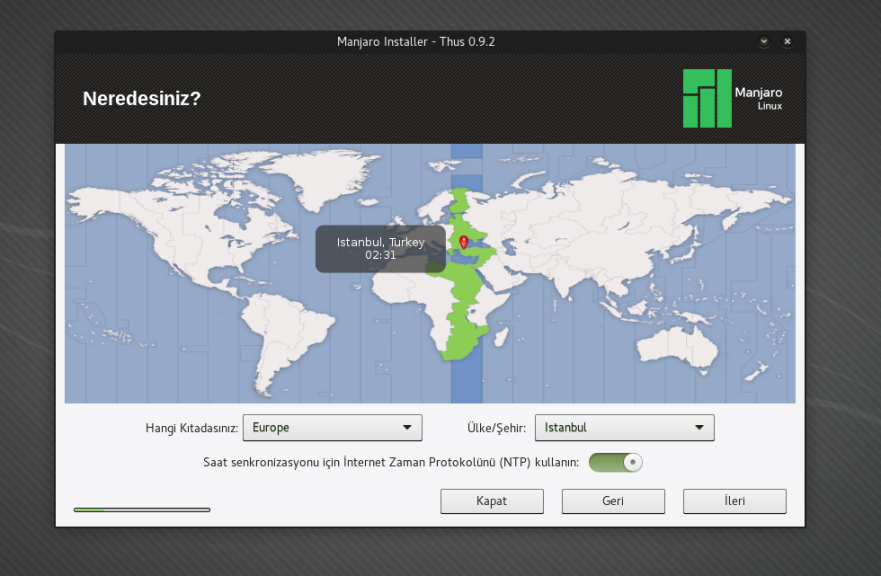 Manjaro Installer - Thus 0.9.2
Neredesiniz?
Manjaro
Linux
Istanbul, Turkey
02:31
Hangi Kıtadasınız: Europe Ülke/Şehir: Istanbul
Saat senkronizasyonu için İnternet Zaman Protokolünü (NTP) kullanın:
Kapat Geri İleri